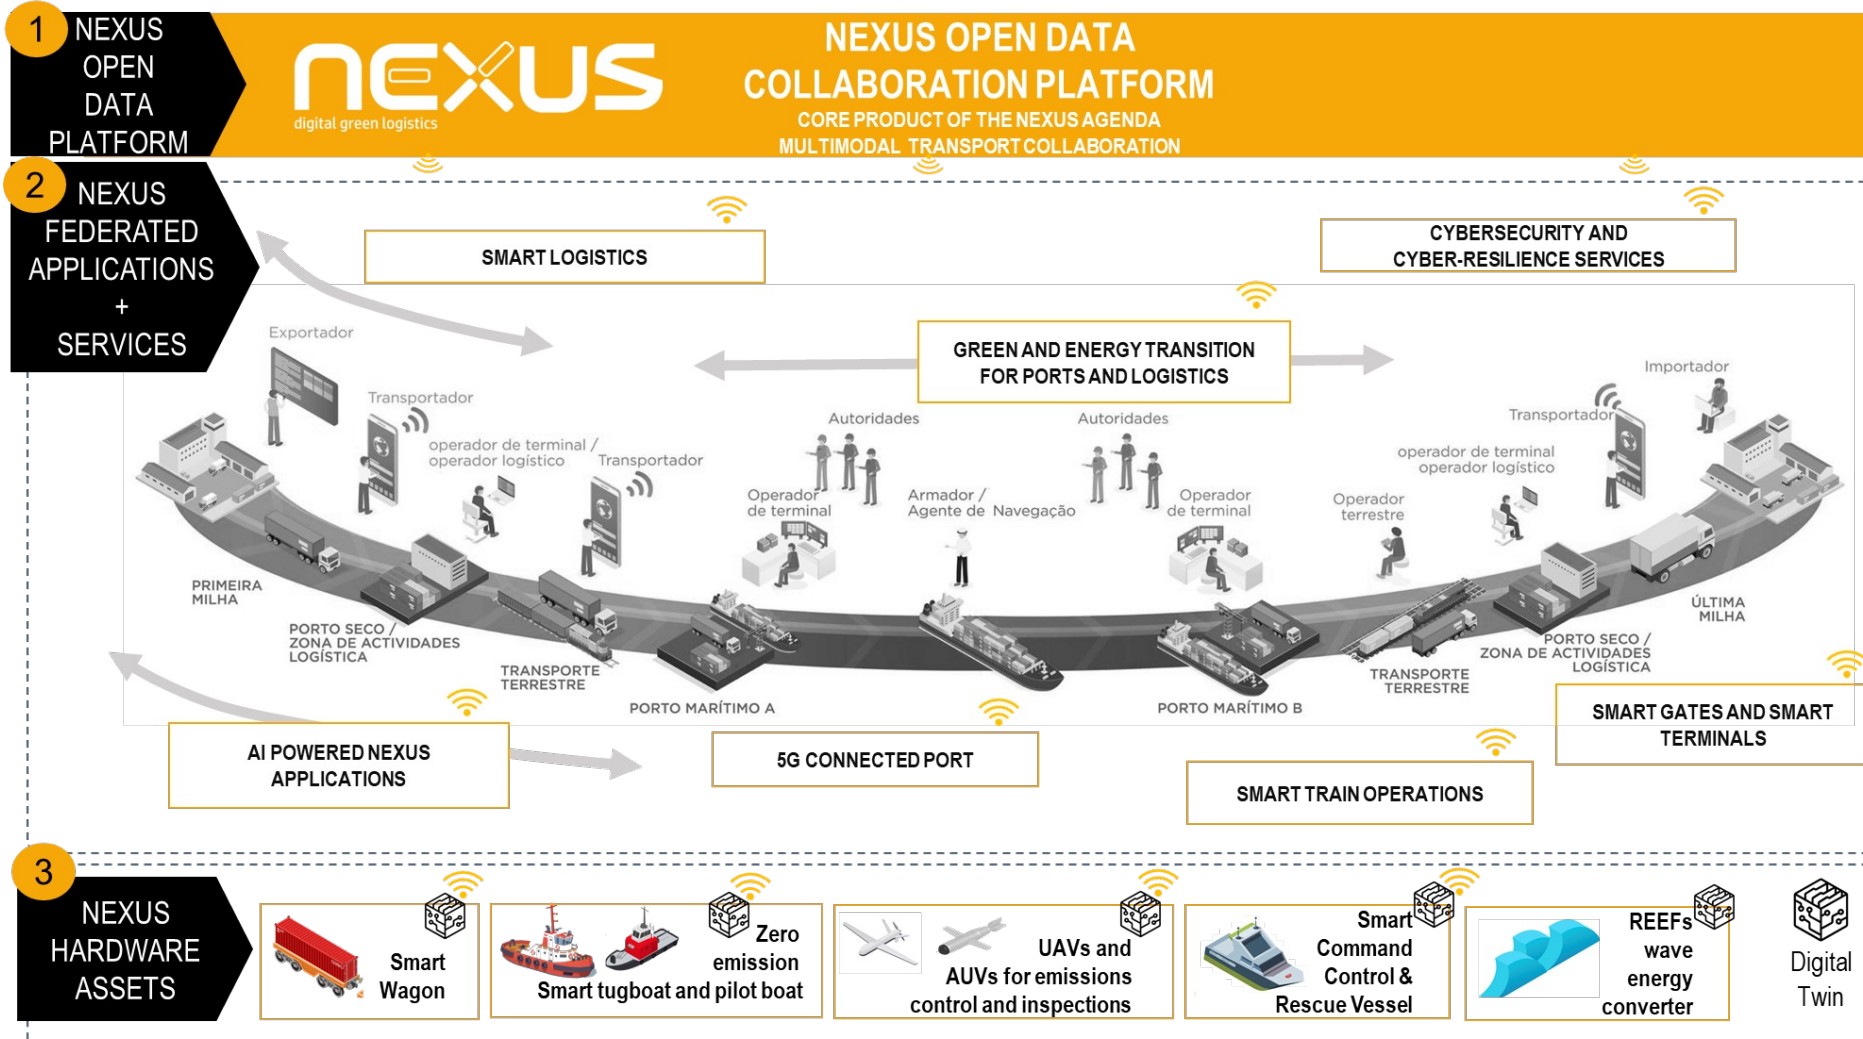 1
NEXUS
OPEN
DATA
PLATFORM
nexus
digital green logistics
NEXUS OPEN DATA
COLLABORATION PLATFORM
CORE PRODUCT OF THE NEXUS AGENDA
MULTIMODAL TRANSPORT COLLABORATION
2
NEXUS
FEDERATED
APPLICATIONS
+
SERVICES
SMART LOGISTICS
CYBERSECURITY AND
CYBER-RESILIENCE SERVICES
GREEN AND ENERGY TRANSITION
FOR PORTS AND LOGISTICS
Exportador
Transportador
operador de terminal /
operador logístico
Transportador
Autoridades
Operador
de terminal
Armador /
Agente de Navegação
Autoridades
Operador
de terminal
Operador
terrestre
operador de terminal
operador logístico
Transportador
Importador
PRIMEIRA
MILHA
PORTO SECO /
ZONA DE ACTIVIDADES
LOGÍSTICA
TRANSPORTE
TERRESTRE
PORTO MARÍTIMO A
PORTO MARÍTIMO B
TRANSPORTE
TERRESTRE
PORTO SECO /
ZONA DE ACTIVIDADES
LOGÍSTICA
ÚLTIMA
MILHA
AI POWERED NEXUS
APPLICATIONS
5G CONNECTED PORT
SMART TRAIN OPERATIONS
SMART GATES AND SMART
TERMINALS
3
NEXUS
HARDWARE
ASSETS
Smart
Wagon
Zero
emission
Smart tugboat and pilot boat
UAVs and
AUVs for emissions
control and inspections
Smart
Command
Control &
Rescue Vessel
REEFs
wave
energy
converter
Digital
Twin